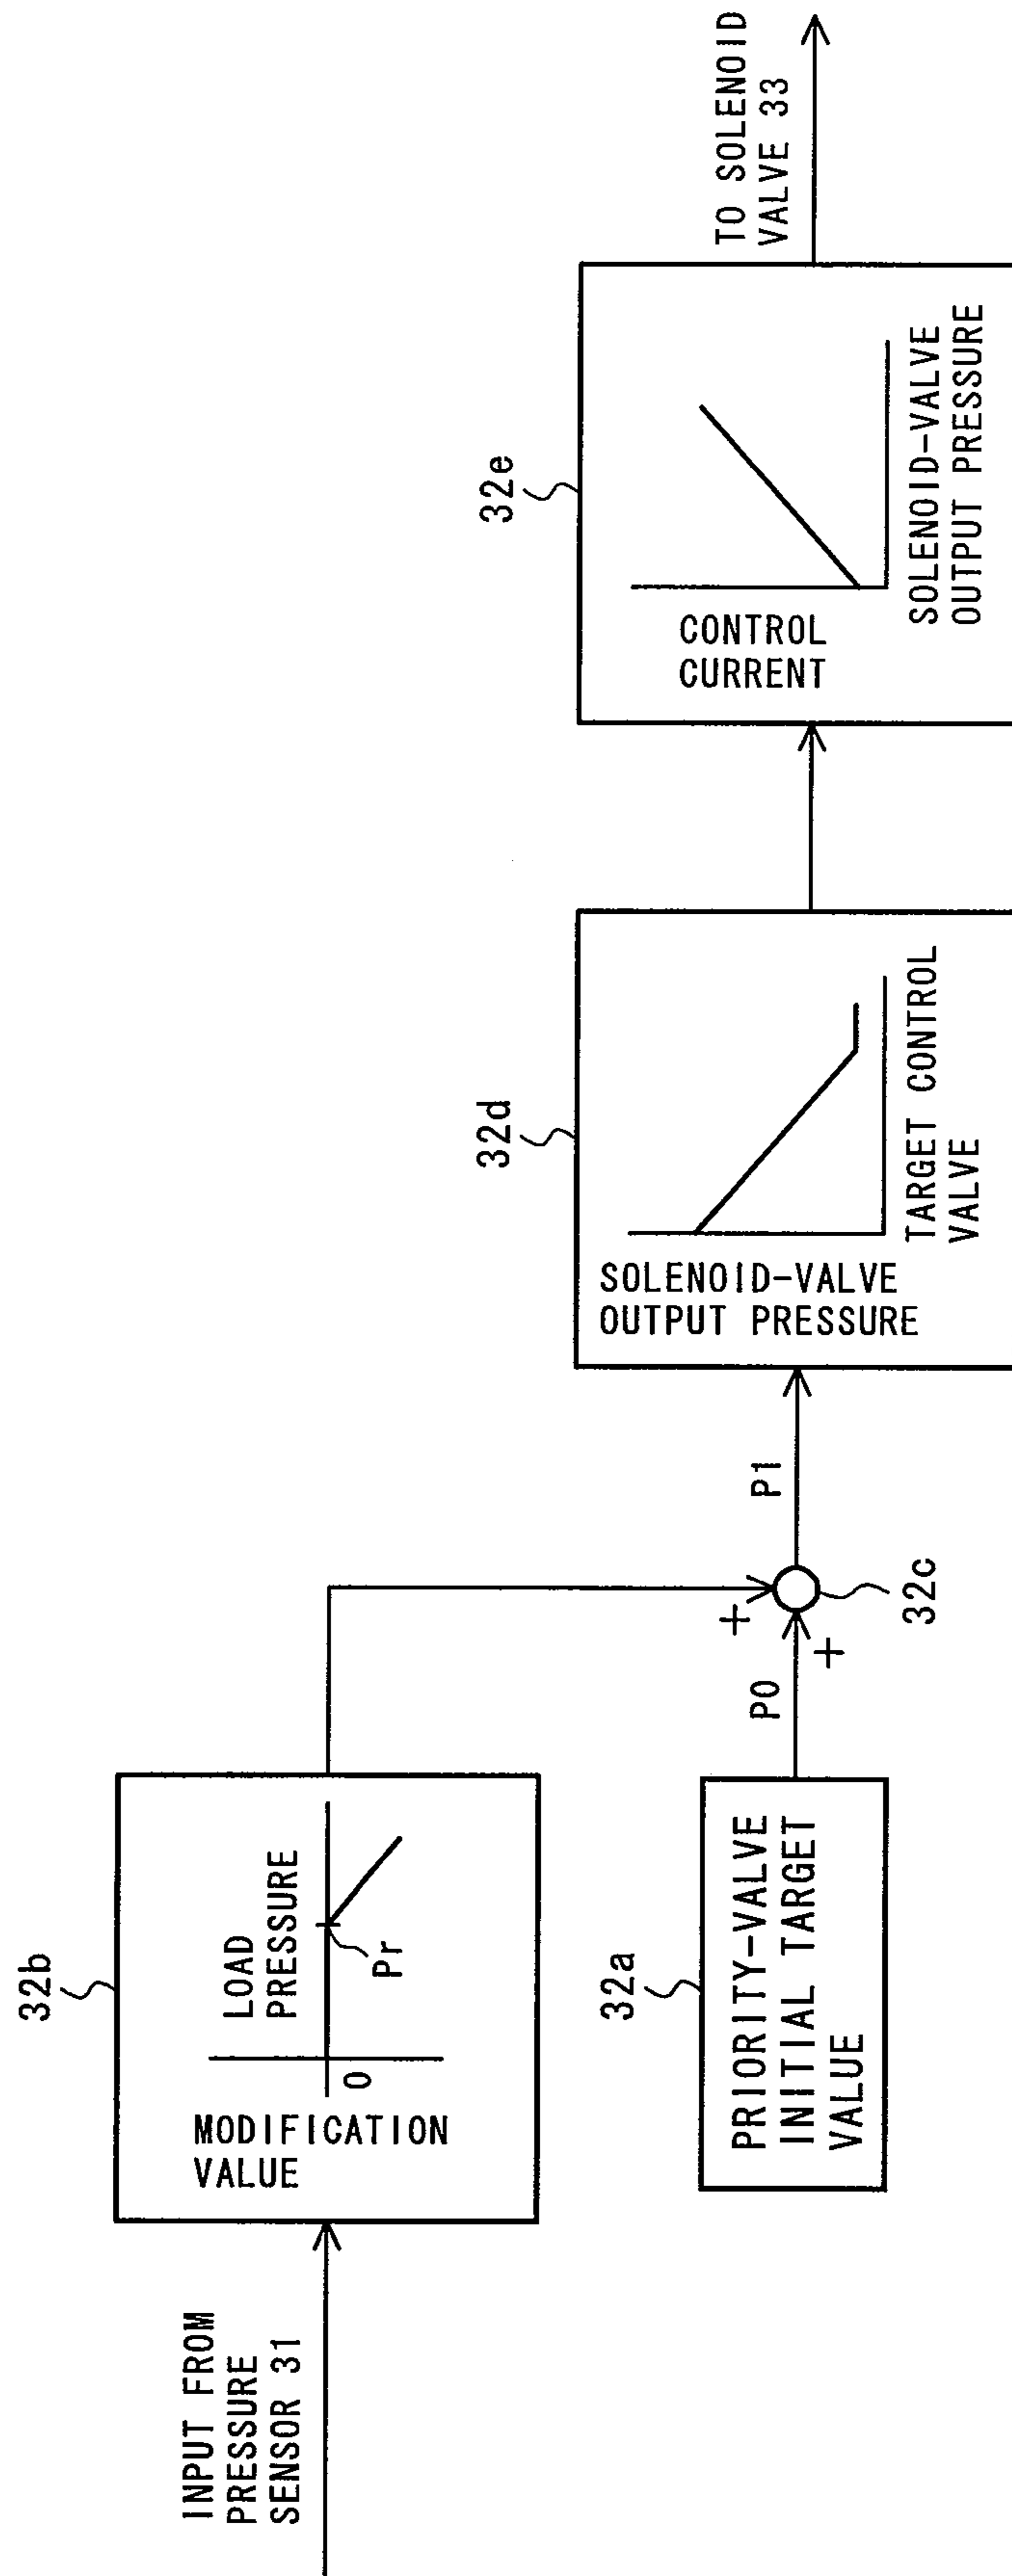 INPUT FROM
PRESSURE
SENSOR 31
32b
MODIFICATION
VALUE
LOAD
PRESSURE
0
Pr
32a
PRIORITY-VALVE
INITIAL TARGET
VALUE
P0
+
+
32c
P1
32d
SOLENOID-VALVE
OUTPUT PRESSURE
TARGET CONTROL
VALVE
32e
CONTROL
CURRENT
SOLENOID-VALVE
OUTPUT PRESSURE
TO SOLENOID
VALVE 33